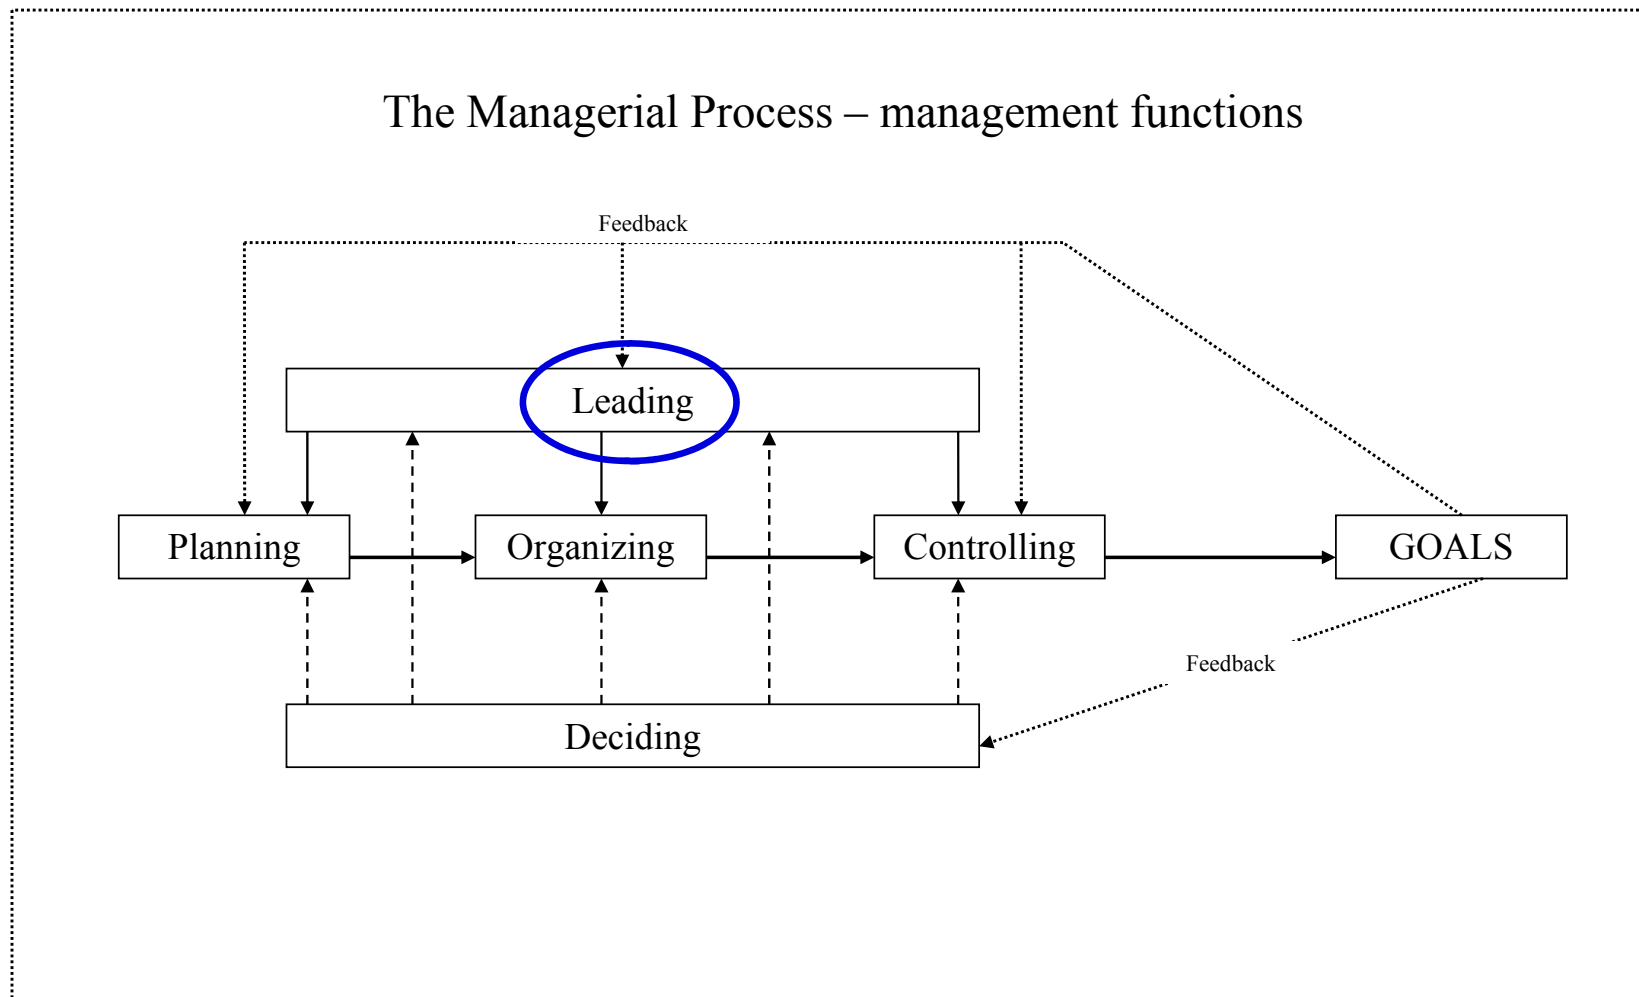 The Managerial Process – management functions
Feedback
Leading
Planning
Organizing
Controlling
GOALS
Feedback
Deciding